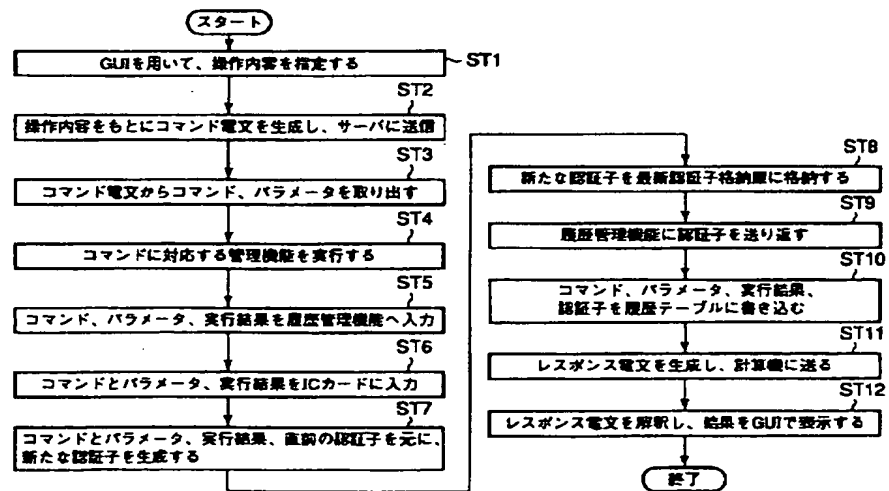 スタート
GUIを用いて、操作内容を指定する
ST1
ST2
操作内容をもとにコマンド電文を生成し、サーバに送信
ST3
コマンド電文からコマンド、パラメータを取り出す
ST4
コマンドに対応する管理機能を実行する
ST5
コマンド、パラメータ、実行結果を履歴管理機能へ入力
ST6
コマンドとパラメータ、実行結果をICカードに入力
ST7
コマンドとパラメータ、実行結果、直前の認証子を元に、
新たな認証子を生成する
ST8
新たな認証子を最新認証子格納庫に格納する
ST9
履歴管理機能に認証子を送り返す
ST10
コマンド、パラメータ、実行結果、
認証子を履歴テーブルに書き込む
ST11
レスポンス電文を生成し、計算機に送る
ST12
レスポンス電文を解釈し、結果をGUIで表示する
終了